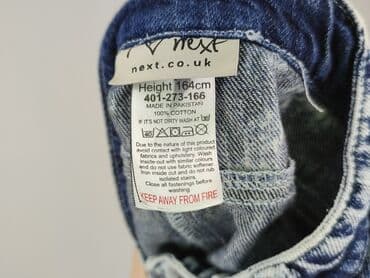 I ♡ next
next.co.uk
Height 164cm
401-273-166
MADE IN PAKISTAN
100% COTTON
IF IT'S NOT DIRTY WASH AT 30
Due to the nature of this product
avoid contact with light coloured
fabrics and upholstery. Wash
inside out with similar colours
and do not use fabric softener.
Iron inside out and do not rub
isolated stains.
Close all fastenings before
washing
KEEP AWAY FROM FIRE